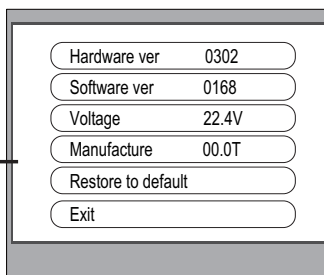 Hardware ver 0302
Software ver 0168
Voltage 22.4V
Manufacture 00.0T
Restore to default
Exit